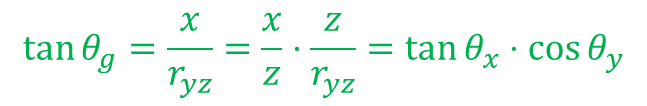 tan θ_g = x / r_yz = x / z · z / r_yz = tan θ_x · cos θ_y